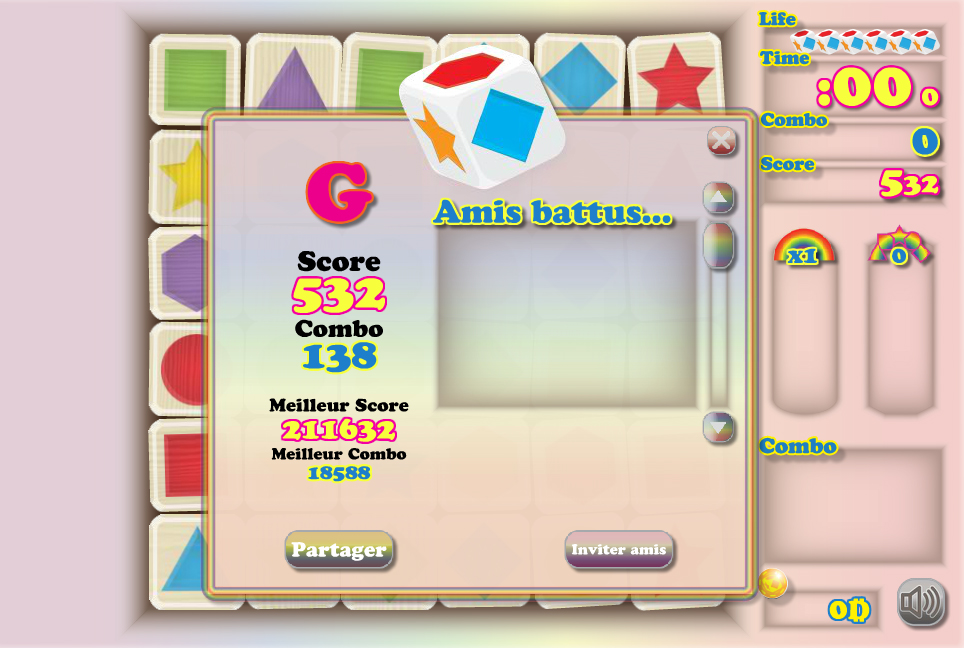 G
Amis battus...
Score
532
Combo
138
Meilleur Score
211632
Meilleur Combo
18588
Partager
Inviter amis
Life
Time
:00 0
Combo
0
Score
532
x1
0
Combo
0₿